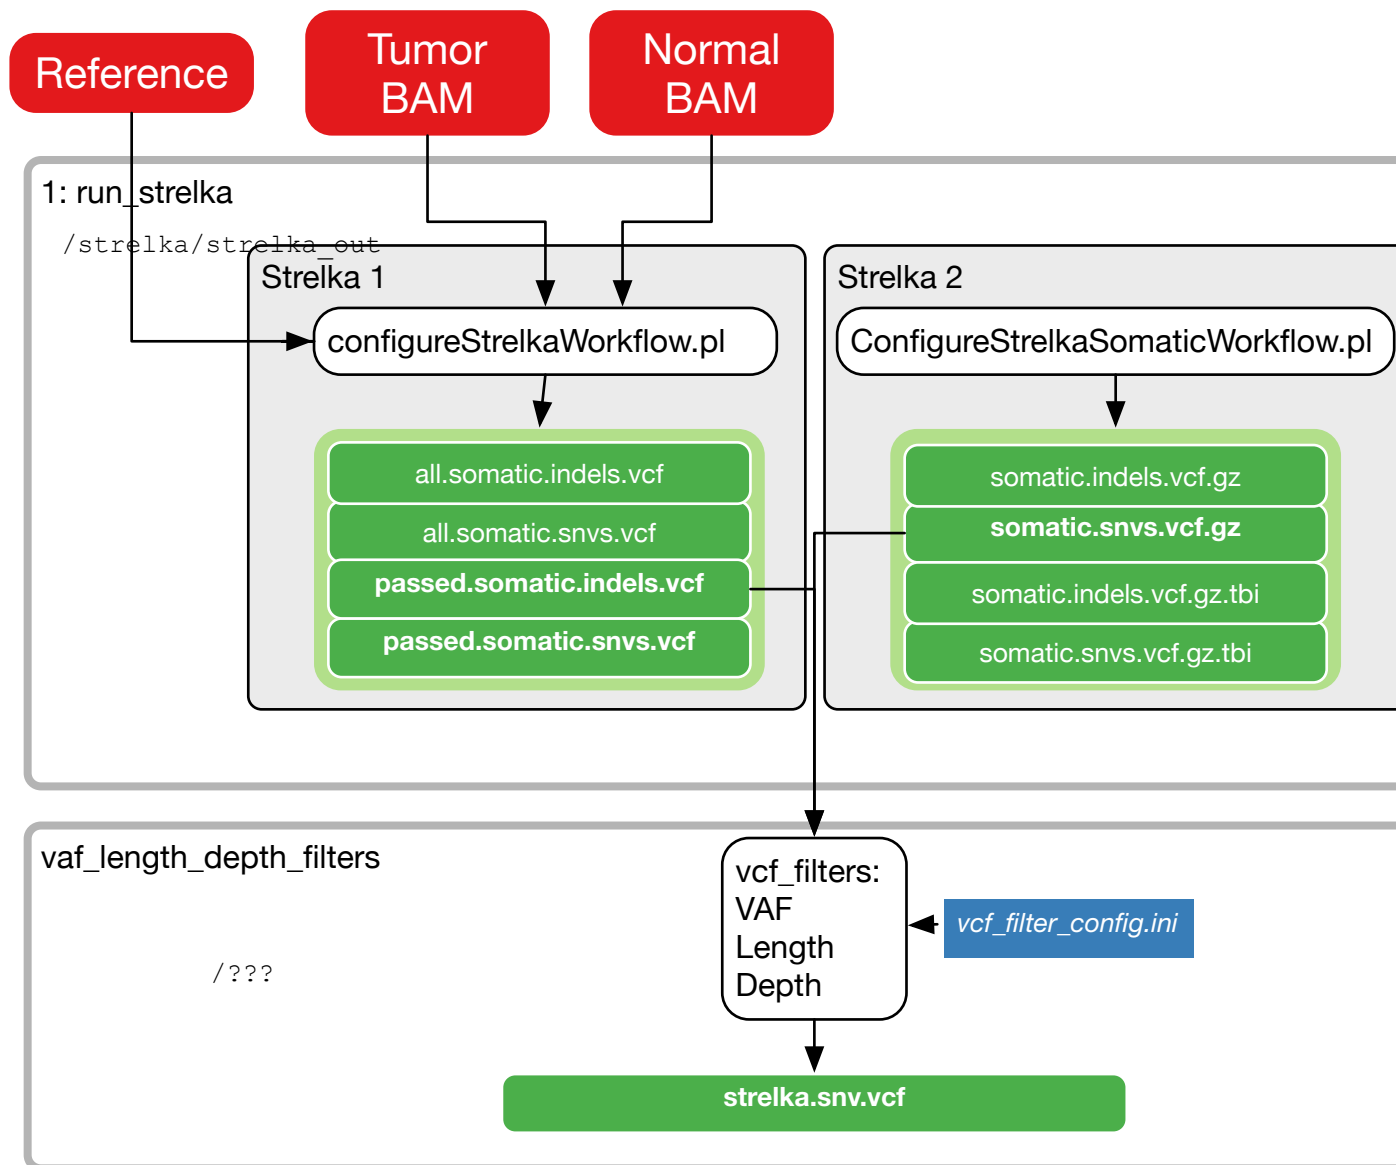 Reference
Tumor
BAM
Normal
BAM
1: run_strelka
/strelka/strelka_out
Strelka 1
configureStrelkaWorkflow.pl
all.somatic.indels.vcf
all.somatic.snvs.vcf
passed.somatic.indels.vcf
passed.somatic.snvs.vcf
Strelka 2
ConfigureStrelkaSomaticWorkflow.pl
somatic.indels.vcf.gz
somatic.snvs.vcf.gz
somatic.indels.vcf.gz.tbi
somatic.snvs.vcf.gz.tbi
vaf_length_depth_filters
/???
vcf_filters:
VAF
Length
Depth
vcf_filter_config.ini
strelka.snv.vcf